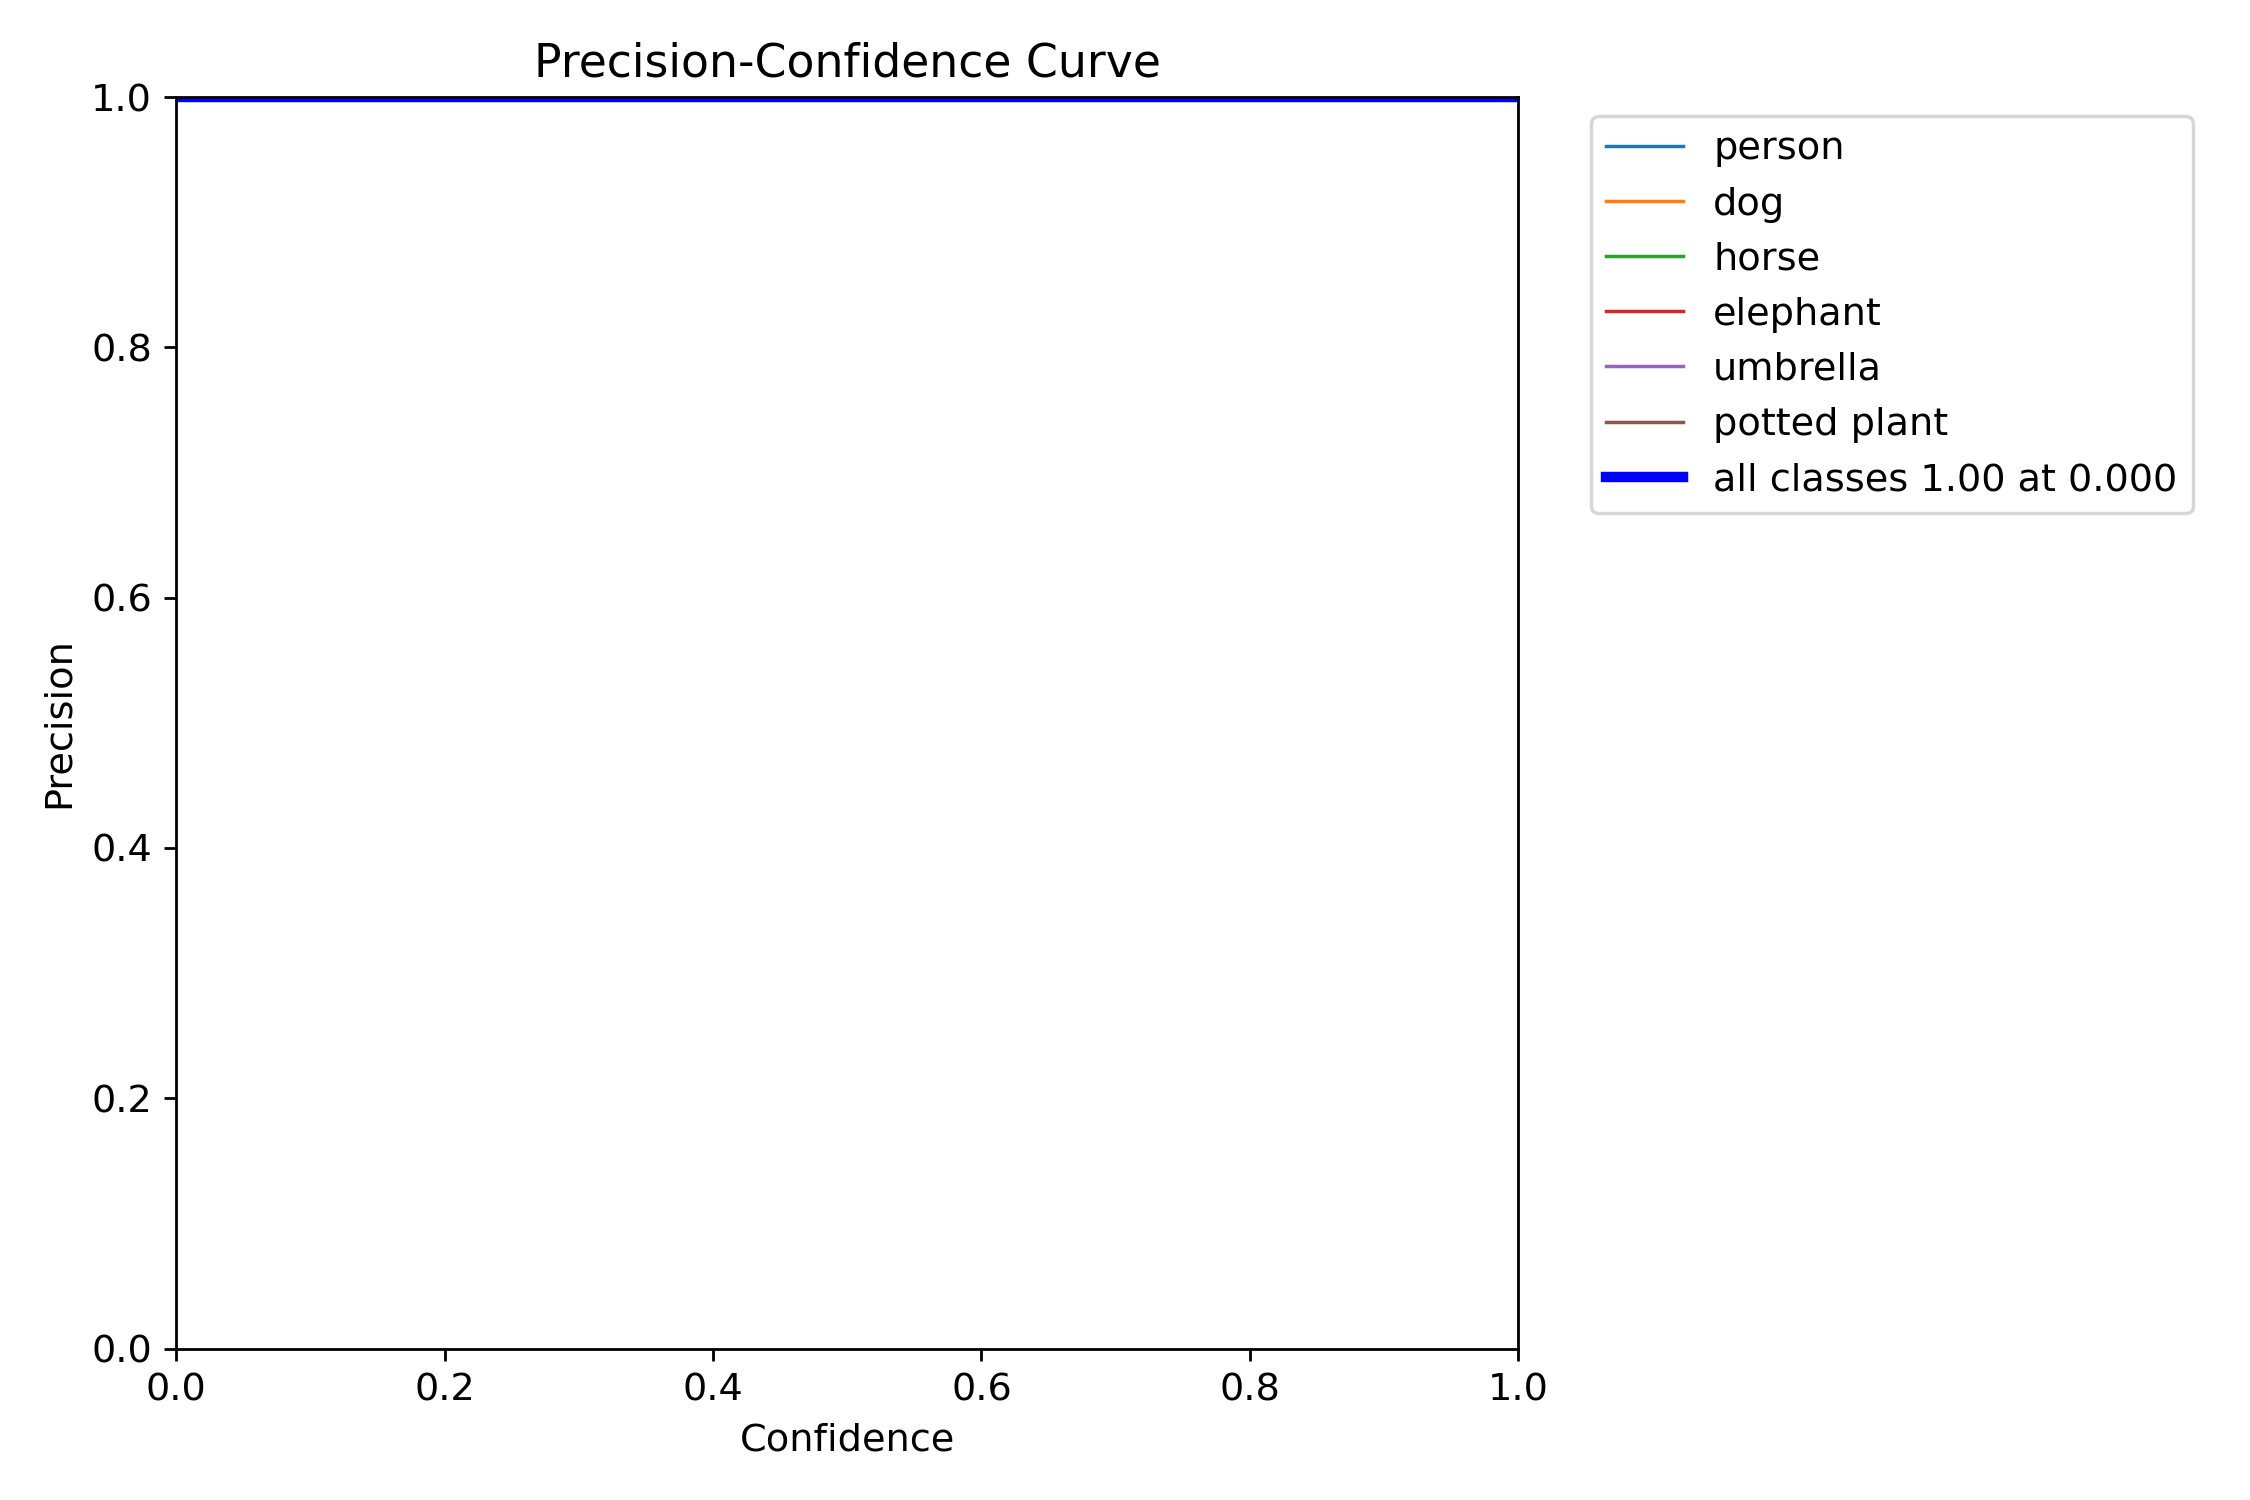 Precision-Confidence Curve
1.0
0.8
0.6
0.4
0.2
0.0
Precision
0.0 0.2 0.4 0.6 0.8 1.0
Confidence
person
dog
horse
elephant
umbrella
potted plant
all classes 1.00 at 0.000